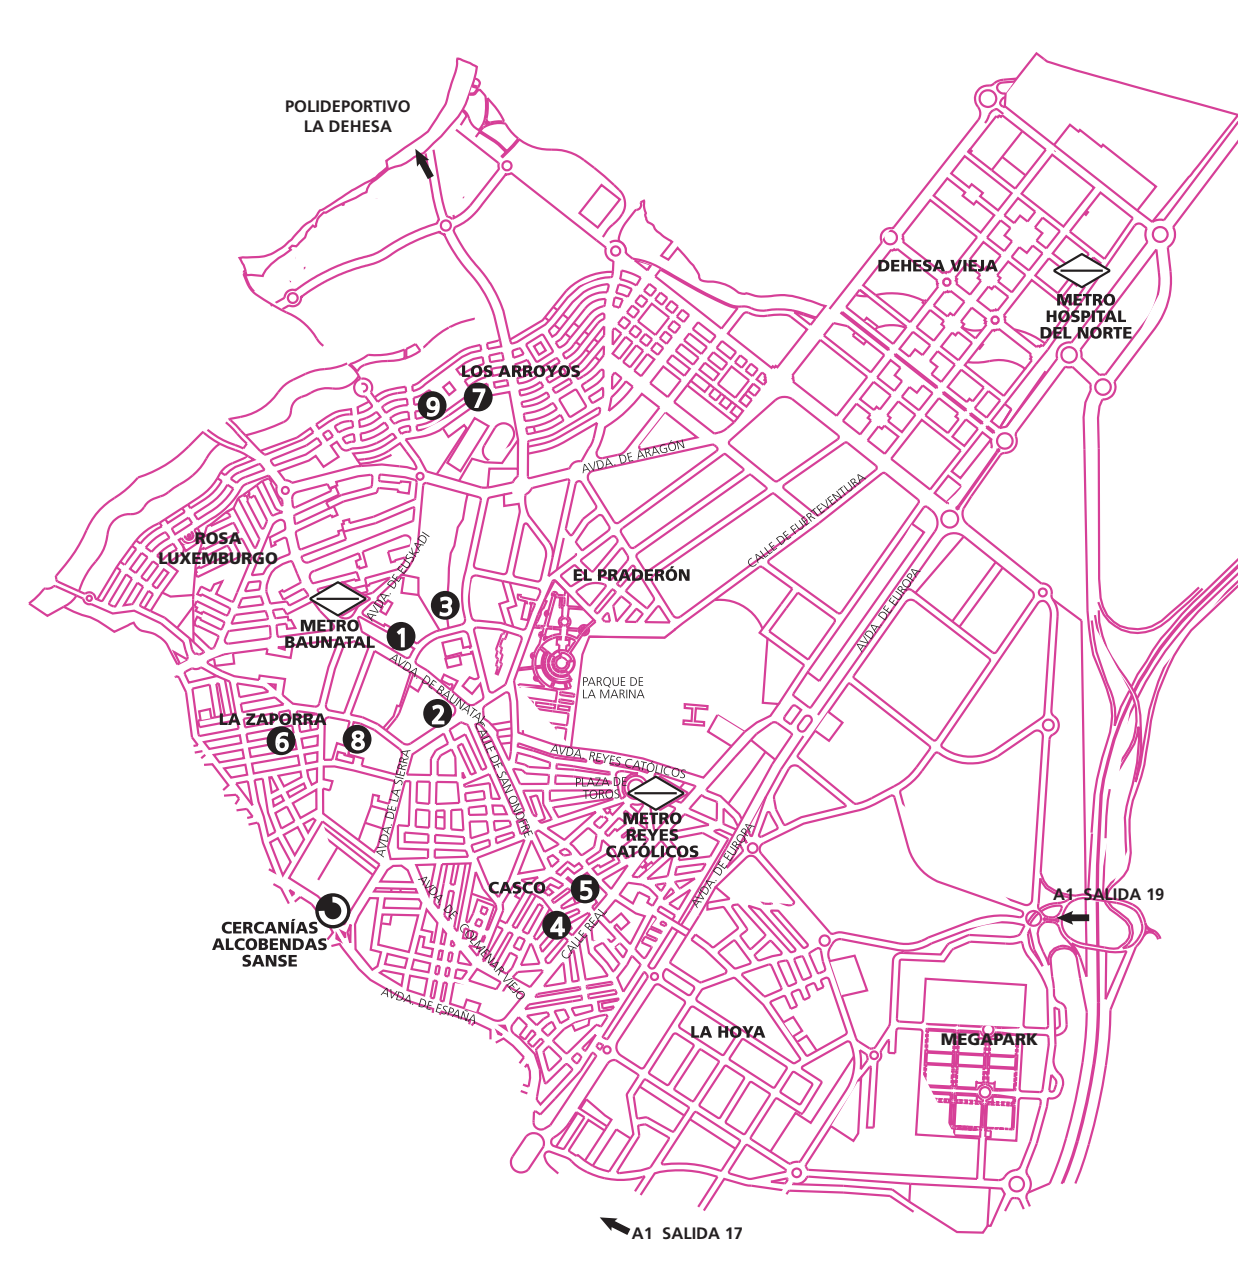 POLIDEPORTIVO
LA DEHESA
DEHESA VIEJA
METRO
HOSPITAL
DEL NORTE
LOS ARROYOS
9
7
AVDA. DE ARAGÓN
CALLE DE FUERTEVENTURA
ROSA
LUXEMBURGO
AVDA. DE EUSKADI
EL PRADERÓN
AVDA. DE EUROPA
3
METRO
BAUNATAL
1
AVDA. DE BAUNATAL
PARQUE DE
LA MARINA
2
LA ZAPORRA
6
8
CALLE DE SAN ONOFRE
AVDA. REYES CATÓLICOS
AVDA. DE LA SIERRA
PLAZA DE
TOROS
METRO
REYES
CATÓLICOS
AVDA. DE EUROPA
CASCO
5
4
CALLE REAL
A1 SALIDA 19
AVDA. DE COLMENAR VIEJO
CERCANÍAS
ALCOBENDAS
SANSE
AVDA. DE ESPAÑA
LA HOYA
MEGAPARK
A1 SALIDA 17